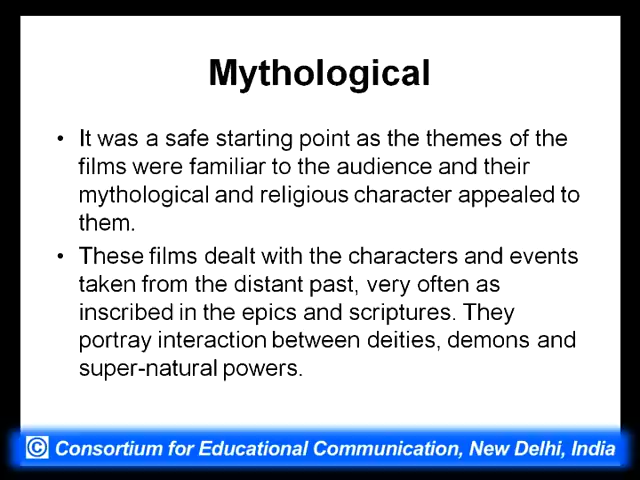 Mythological
• It was a safe starting point as the themes of the
films were familiar to the audience and their
mythological and religious character appealed to
them.
• These films dealt with the characters and events
taken from the distant past, very often as
inscribed in the epics and scriptures. They
portray interaction between deities, demons and
super-natural powers.
© Consortium for Educational Communication, New Delhi, India